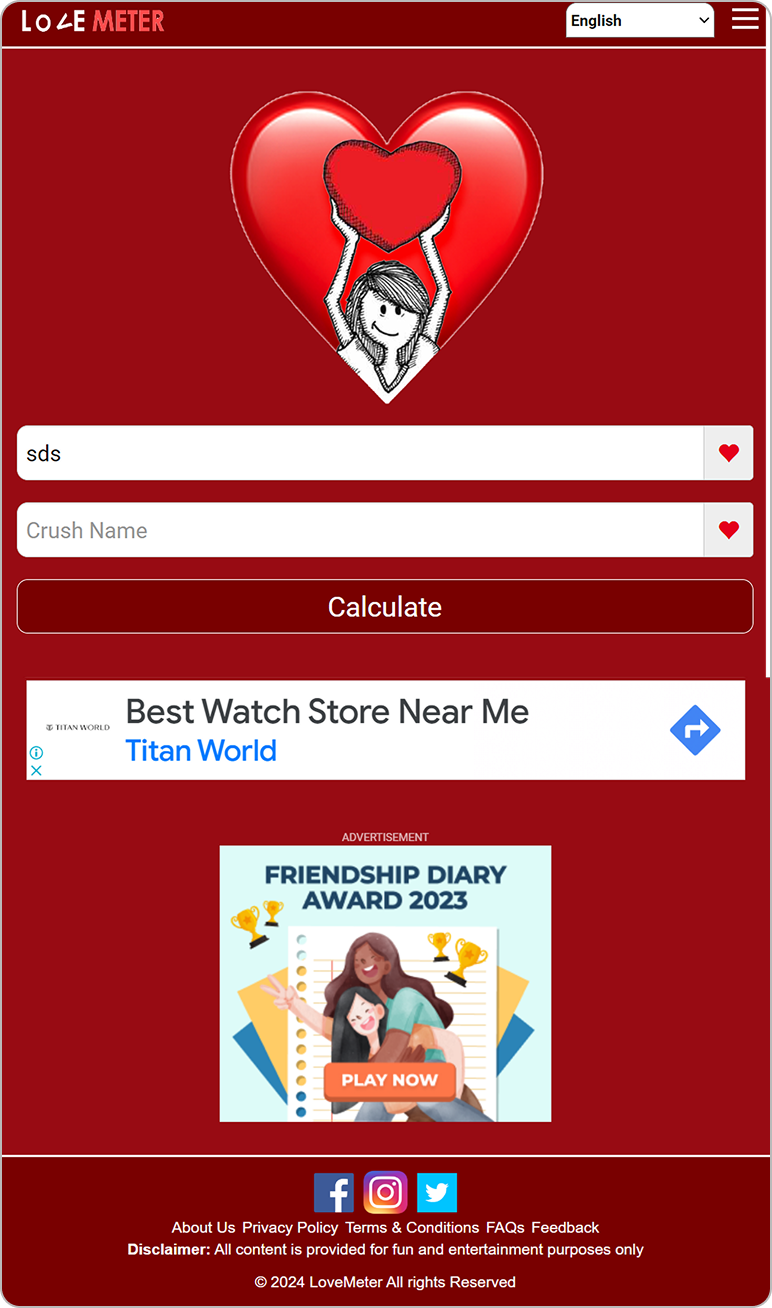 LOVE METER
English
sds
Crush Name
Calculate
TITAN WORLD
Best Watch Store Near Me
Titan World
ADVERTISEMENT
FRIENDSHIP DIARY
AWARD 2023
PLAY NOW
About Us Privacy Policy Terms & Conditions FAQs Feedback
Disclaimer: All content is provided for fun and entertainment purposes only
© 2024 LoveMeter All rights Reserved